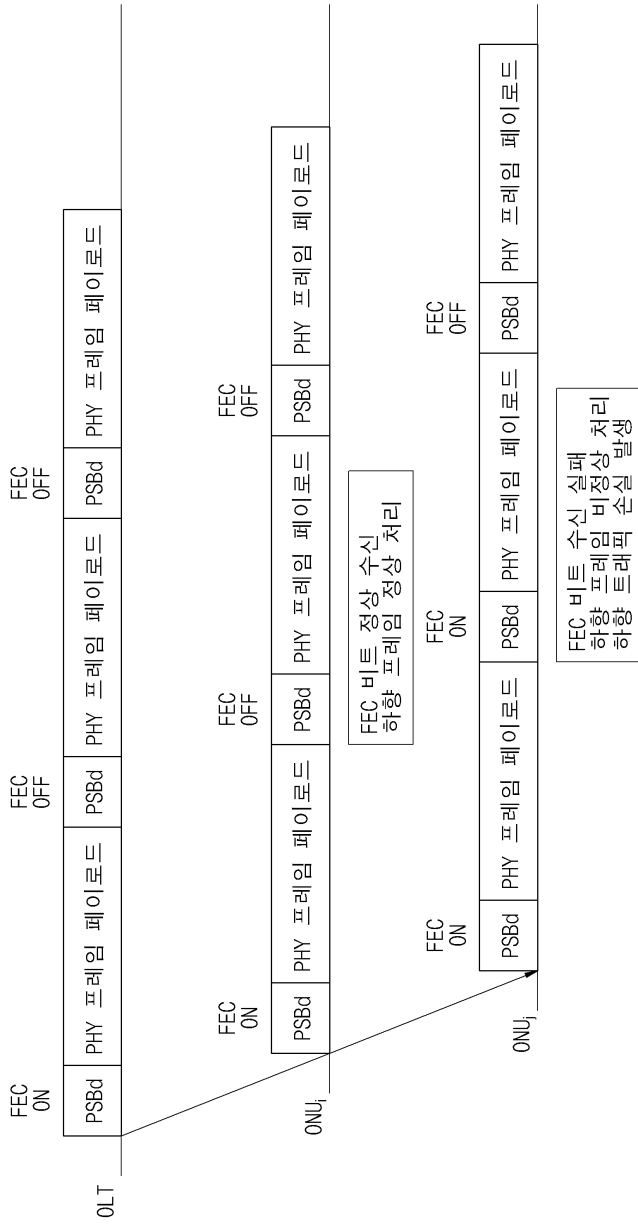 FEC
ON
FEC
OFF
FEC
OFF
OLT
PSBd
PHY 프레임 페이로드
PSBd
PHY 프레임 페이로드
PSBd
PHY 프레임 페이로드
FEC
ON
FEC
OFF
FEC
OFF
ONUi
PSBd
PHY 프레임 페이로드
PSBd
PHY 프레임 페이로드
PSBd
PHY 프레임 페이로드
FEC 비트 정상 수신
하향 프레임 정상 처리
FEC
ON
FEC
ON
FEC
OFF
ONUj
PSBd
PHY 프레임 페이로드
PSBd
PHY 프레임 페이로드
PSBd
PHY 프레임 페이로드
FEC 비트 수신 실패
하향 프레임 비정상 처리
하향 트래픽 손실 발생